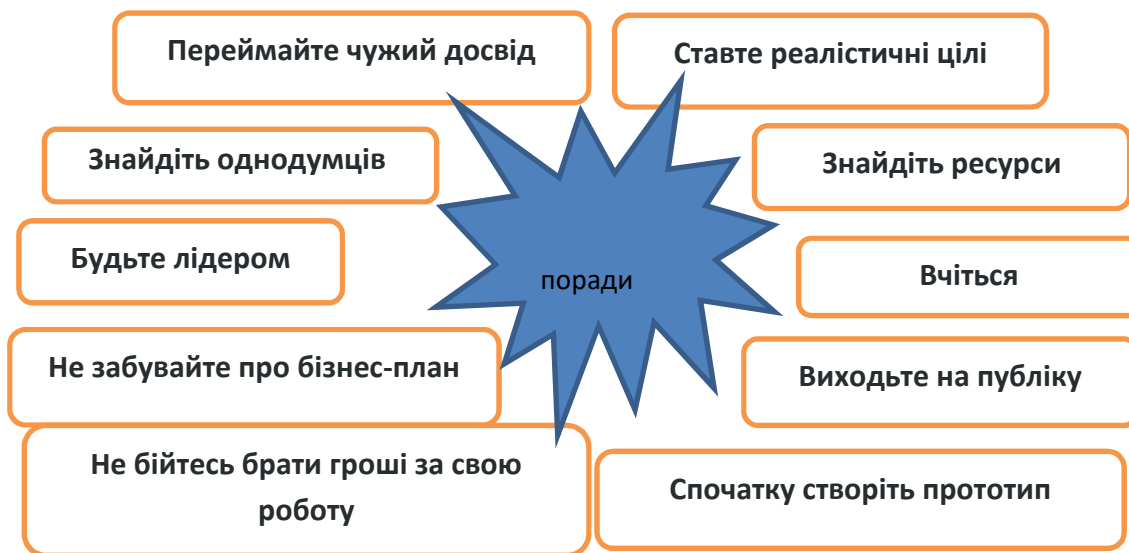 Переймайте чужий досвід
Ставте реалістичні цілі
Знайдіть однодумців
Знайдіть ресурси
Будьте лідером
Вчіться
поради
Не забувайте про бізнес-план
Виходьте на публіку
Не бійтесь брати гроші за свою
роботу
Спочатку створіть прототип